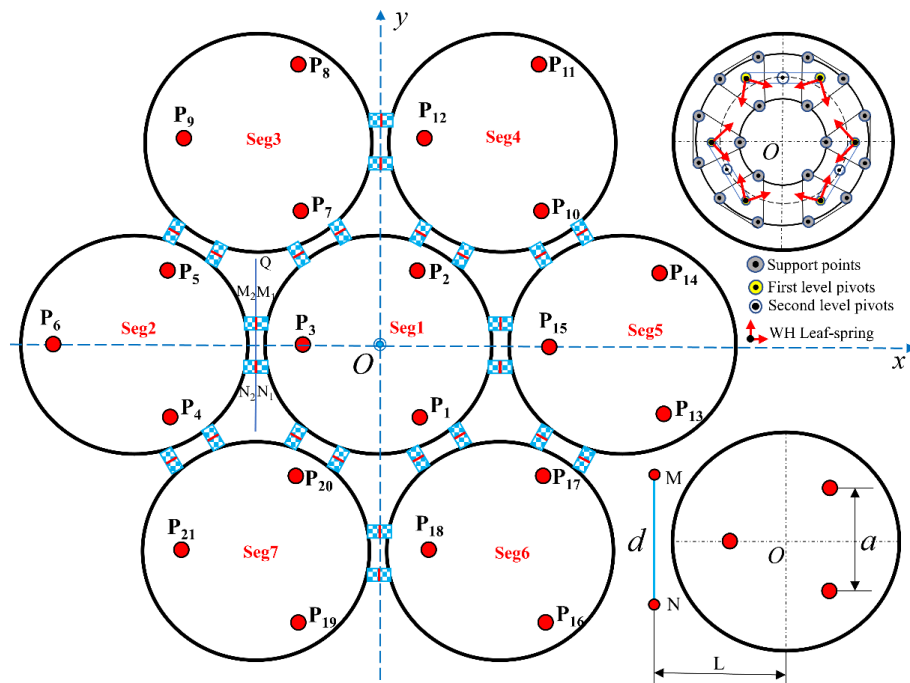 y
P8
P11
P9
Seg3
P12
Seg4
O
P7
P10
Q
P5
M2 M1
P2
P14
Support points
First level pivots
Second level pivots
WH Leaf-spring
P6
Seg2
P3
Seg1
P15
Seg5
O
x
N2 N1
P4
P1
P13
P20
P17
M
P21
Seg7
P18
Seg6
d
O
a
N
P19
P16
L